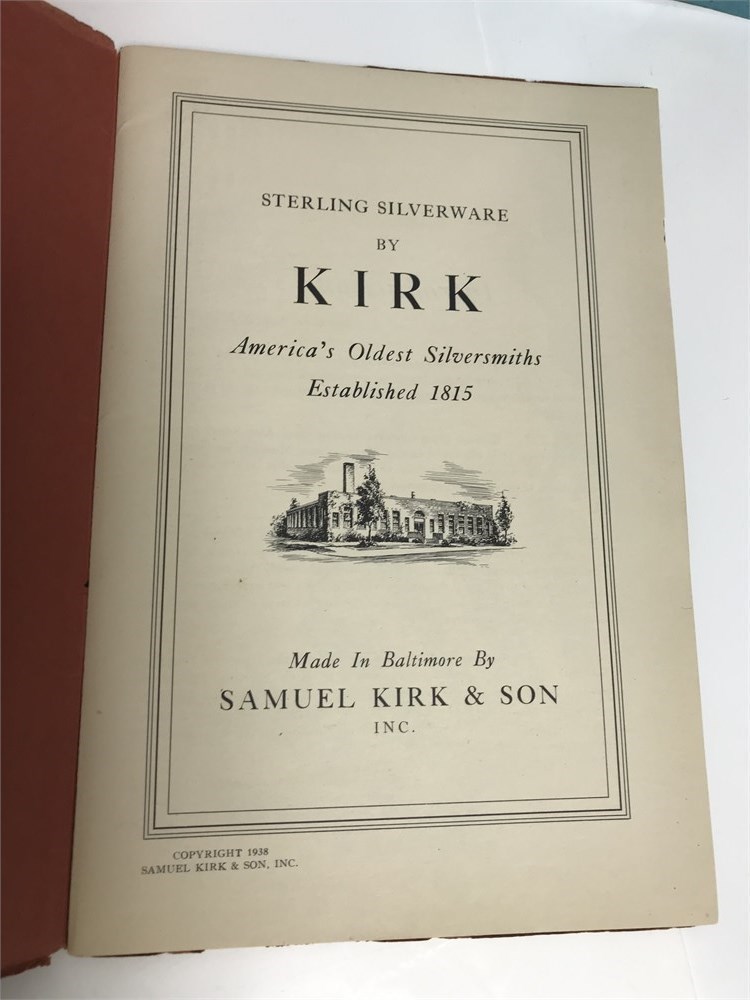 STERLING SILVERWARE
BY
KIRK
America's Oldest Silversmiths
Established 1815
Made In Baltimore By
SAMUEL KIRK & SON
INC.
COPYRIGHT 1938
SAMUEL KIRK & SON, INC.